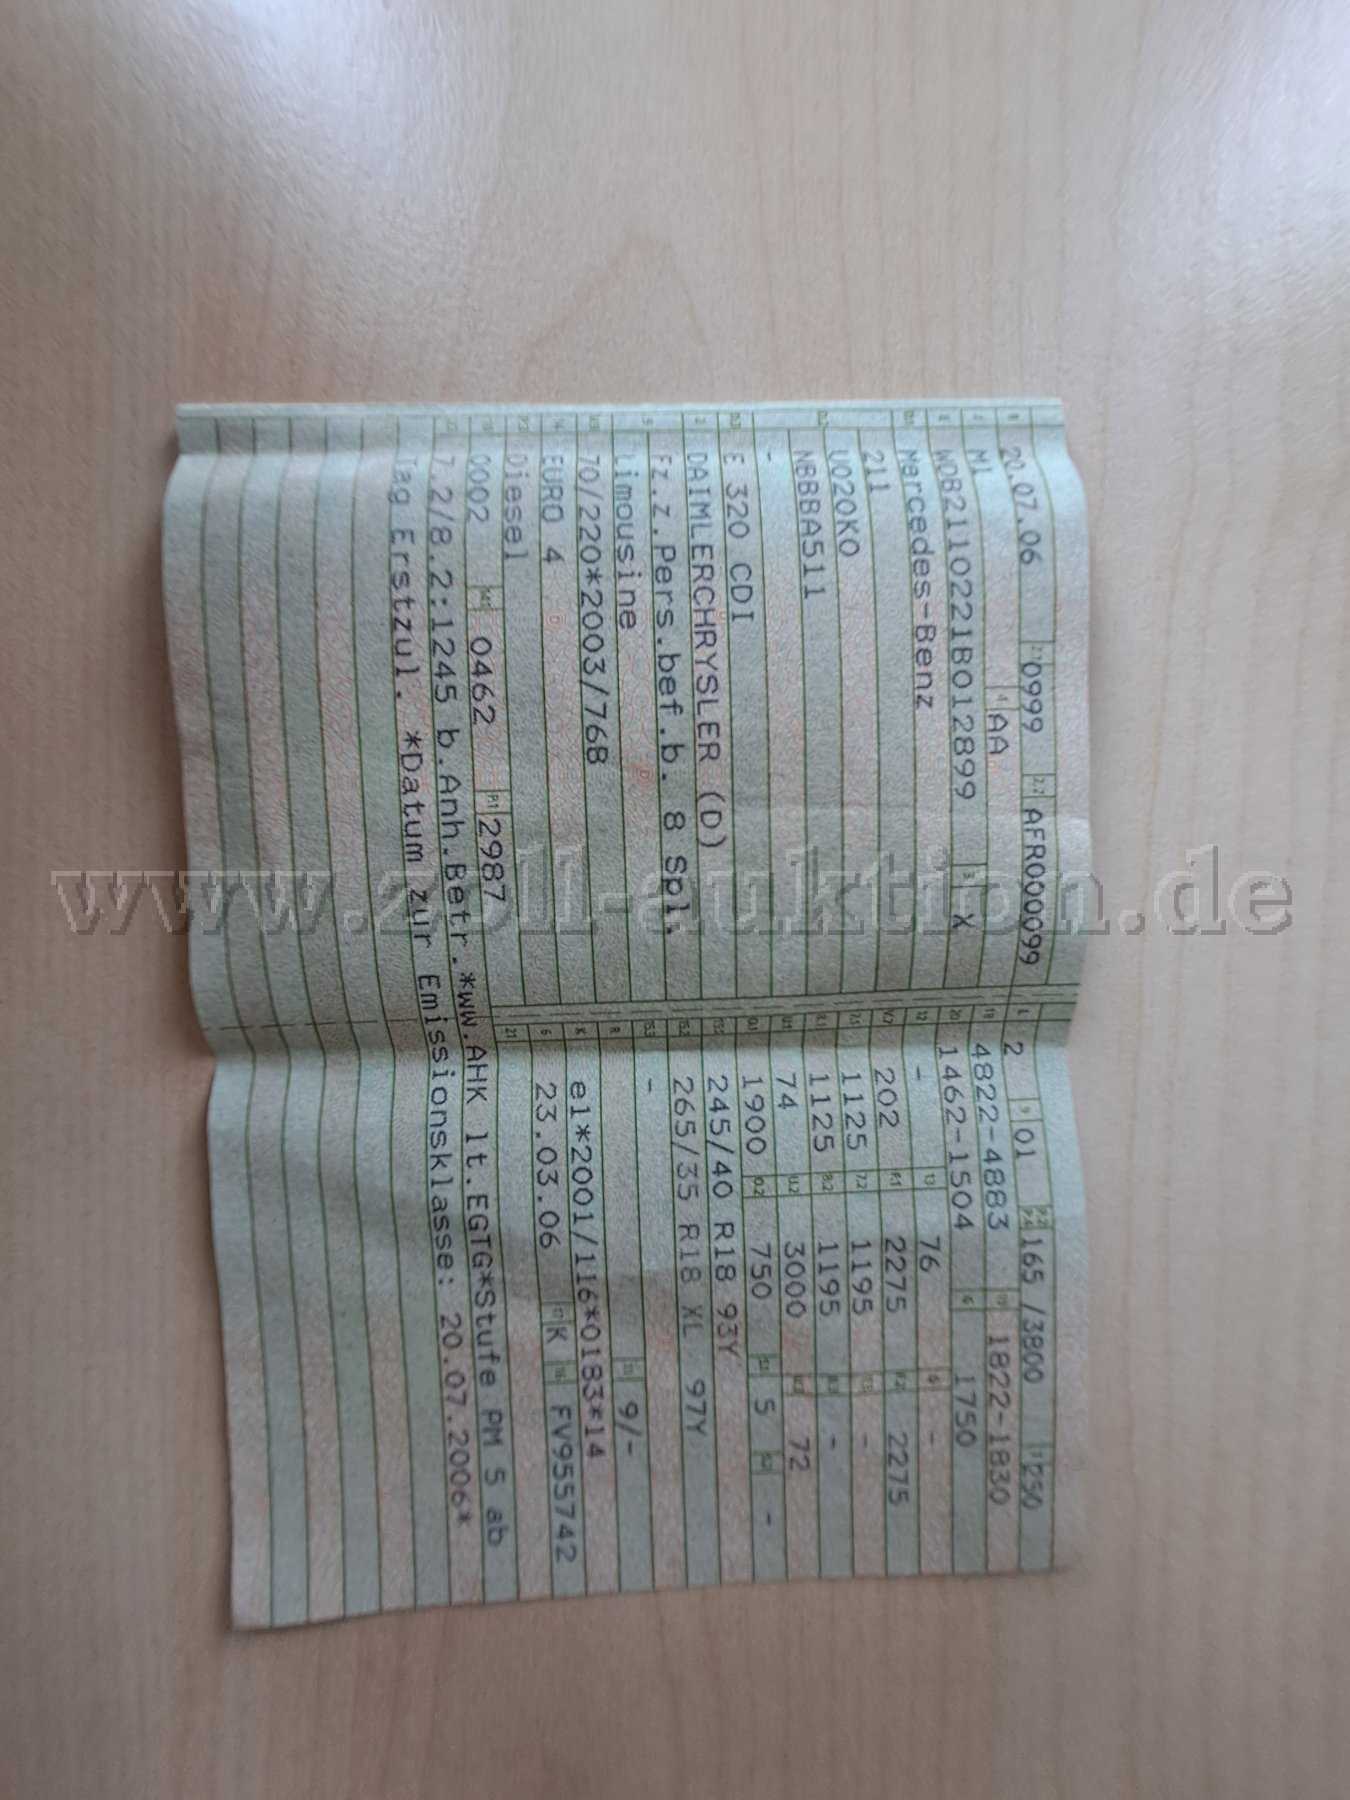 20.07.06 0999 AFR000099
M1 AA
WDB2110221B012899 X
Mercedes-Benz
211
U020K0
NBBBA511
-
E 320 CDI
DAIMLERCHRYSLER (D)
Fz.z.Pers.bef.b. 8 Spl.
Limousine
70/220*2003/76B
EURO 4
Diesel
0002 0462 2987
2 01 165 /3800 250
4822-4883 1822-1830
1462-1504 1750
- 76 -
202 2275 2275
1125 1195 -
1125 1195 -
74 3000 72
1900 750 5 -
245/40 R18 93Y
265/35 R18 XL 97Y
-
9/-
e1*2001/116*0183*14
23.03.06 K FV955742
7.2/8.2:1245 b.Anh.Betr.*ww.AHK lt.EGTG*Stufe PM 5 ab
Tag Erstzul. *Datum zur Emissionsklasse: 20.07.2006*
www.zoll-auktion.de